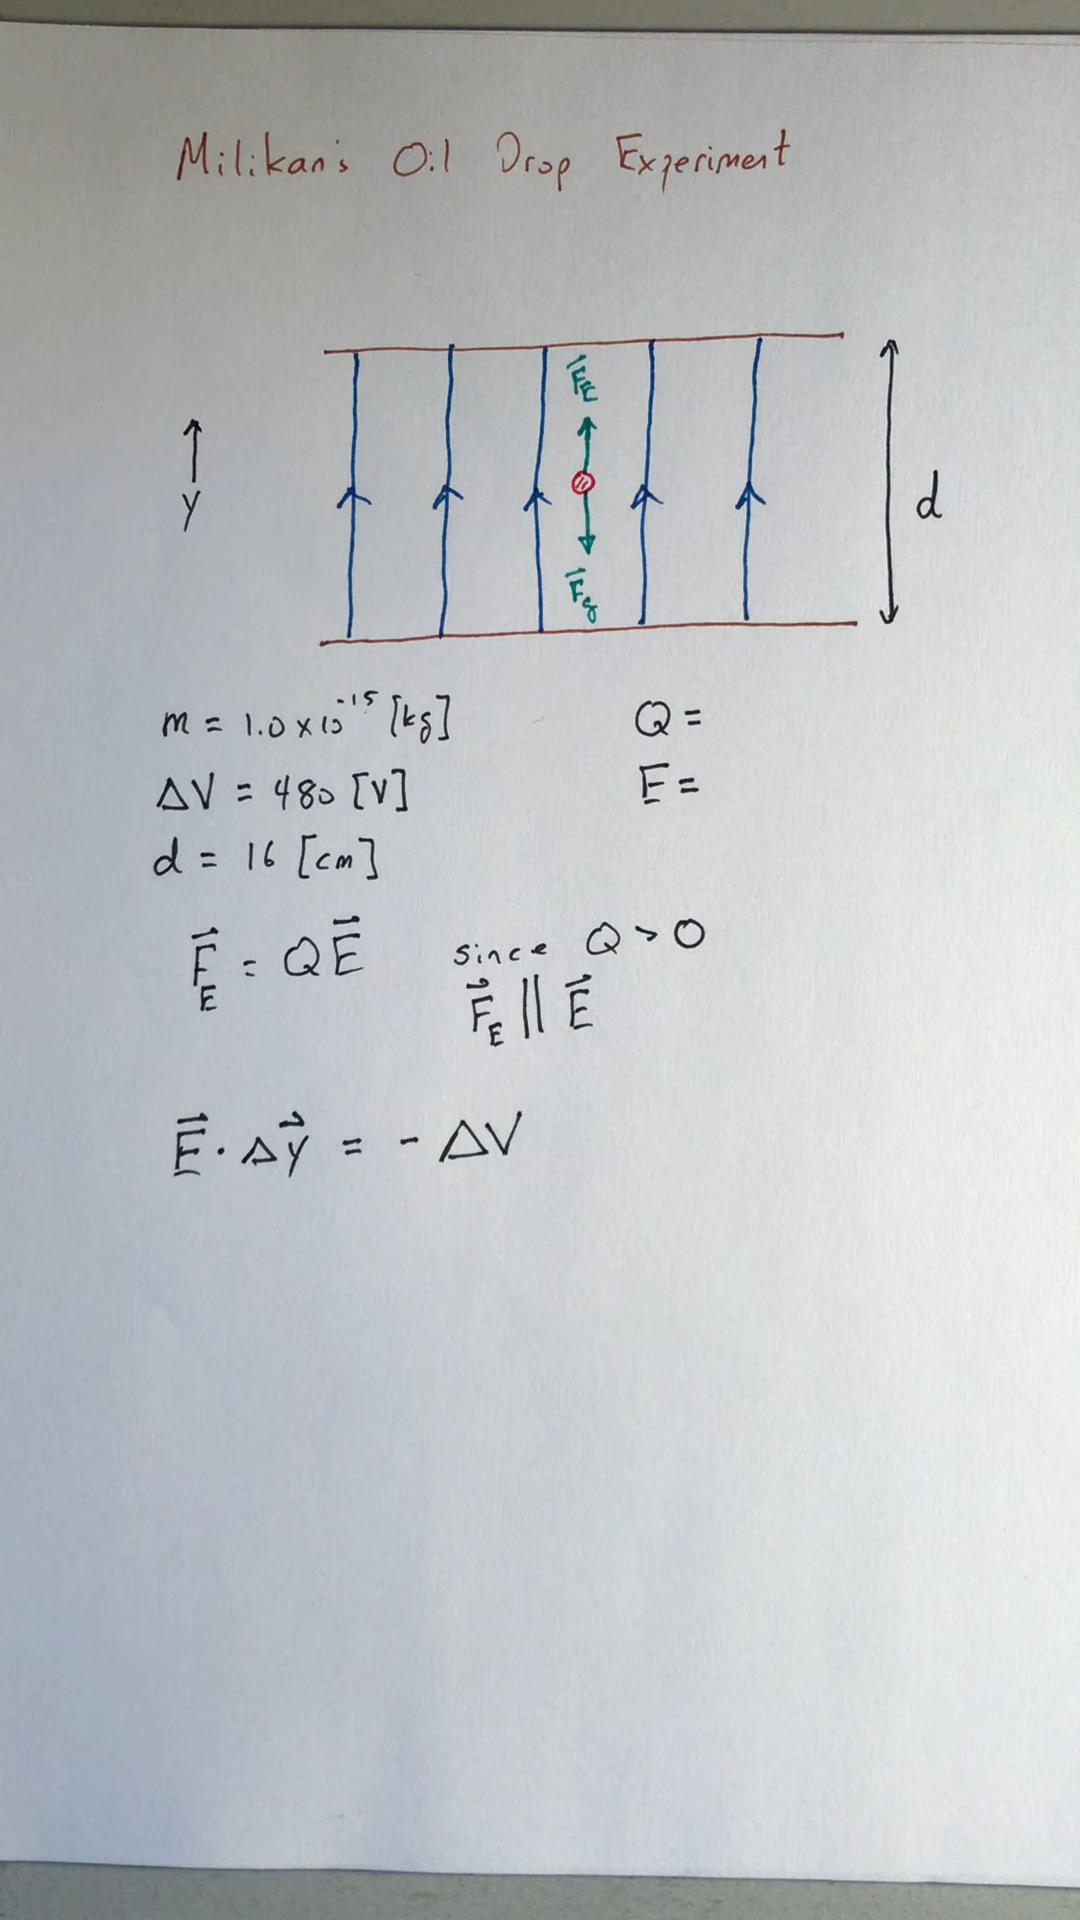 Milikan's Oil Drop Experiment
F⃗E
y
d
F⃗g
m = 1.0 x 10⁻¹⁵ [kg]
Q =
ΔV = 480 [V]
E =
d = 16 [cm]
F⃗E = QE⃗ since Q > 0
F⃗E || E⃗
E⃗ · Δy⃗ = - ΔV